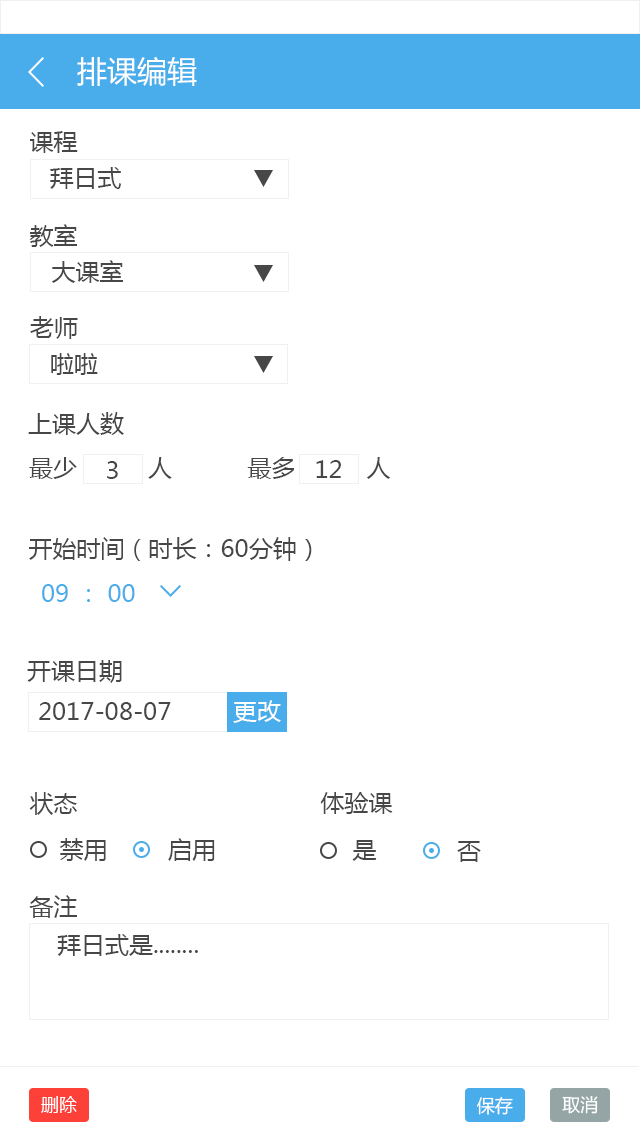 排课编辑
课程
拜日式
教室
大课室
老师
啦啦
上课人数
最少 3 人 最多 12 人
开始时间（时长：60分钟）
09 : 00
开课日期
2017-08-07 更改
状态 体验课
禁用 启用 是 否
备注
拜日式是........
删除 保存 取消